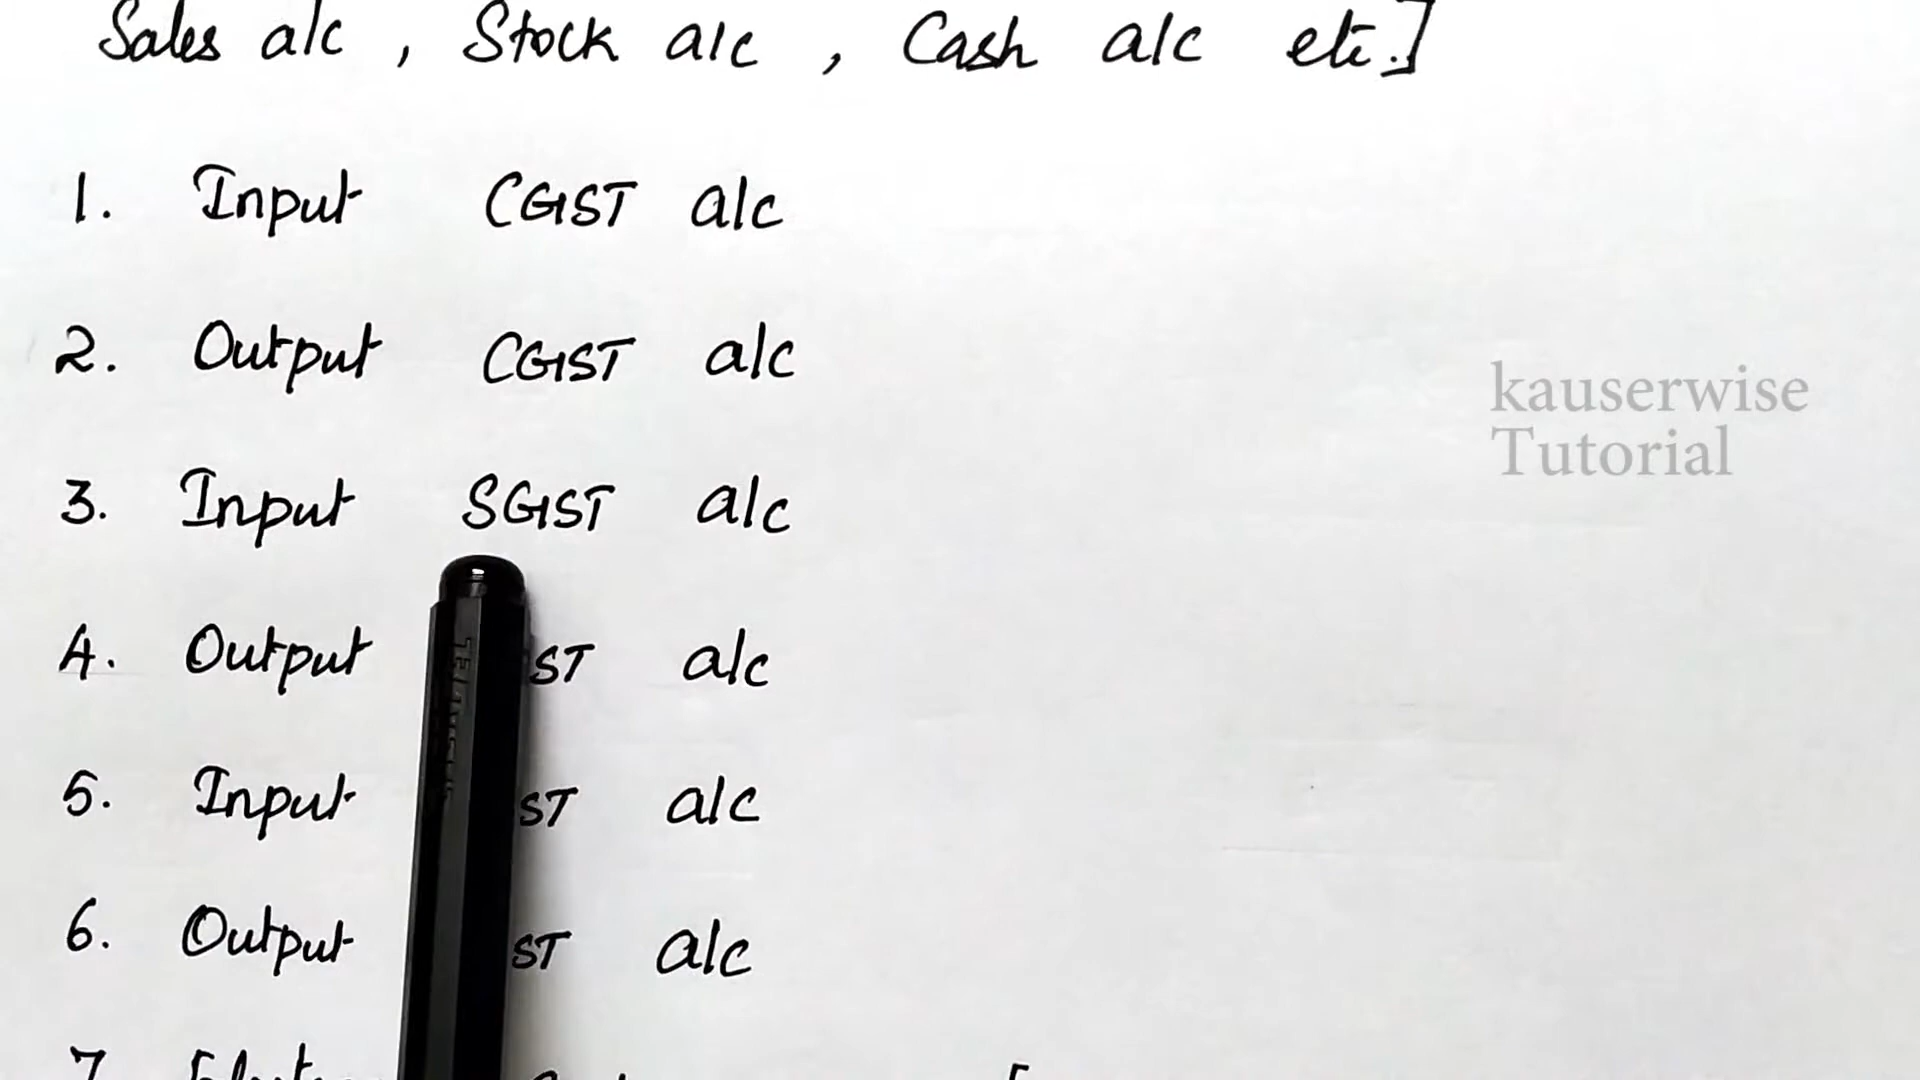 Sales a/c , Stock a/c , Cash a/c etc.]
1. Input CGST a/c
2. Output CGST a/c
kauserwise
Tutorial
3. Input SGST a/c
4. Output ST a/c
5. Input ST a/c
6. Output ST a/c
7.